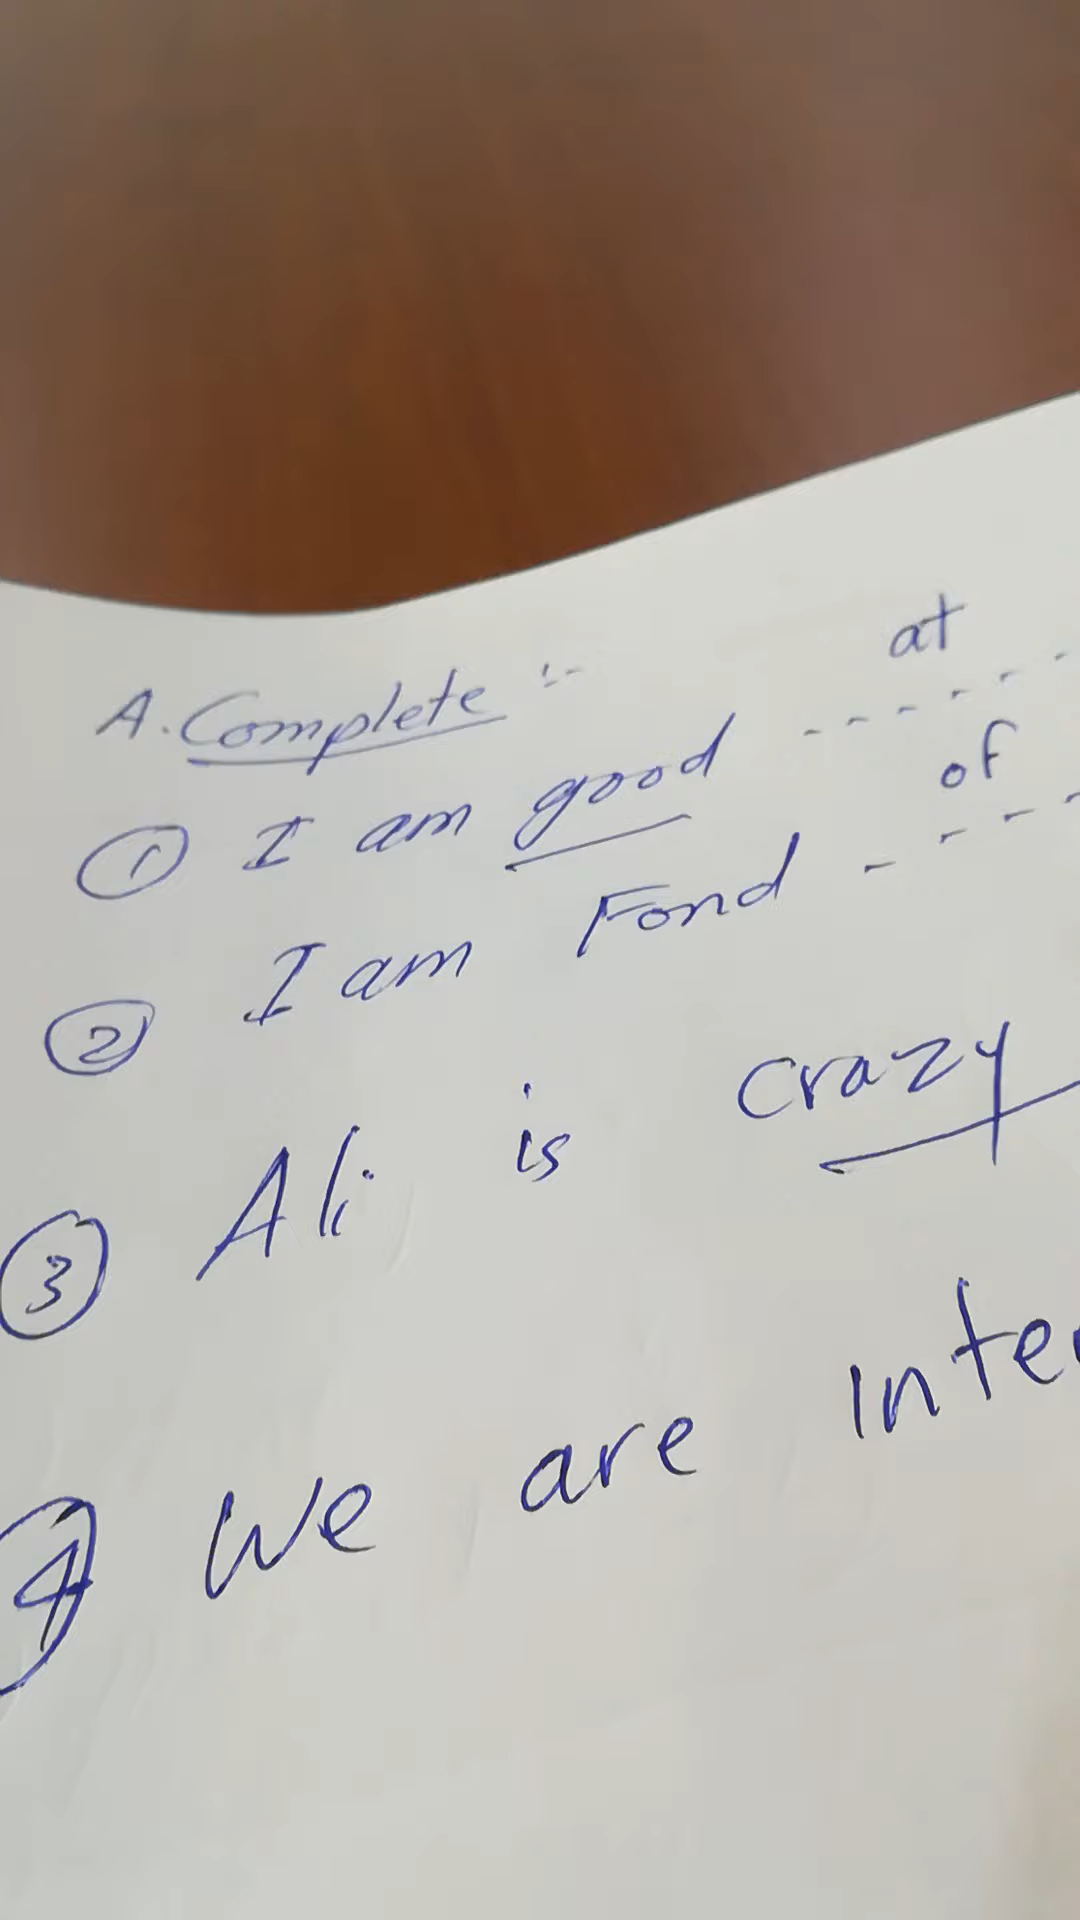 A. Complete :-
at
① I am good - - - - - -
of
② I am Fond - - - -
③ Ali is crazy
④ We are inte